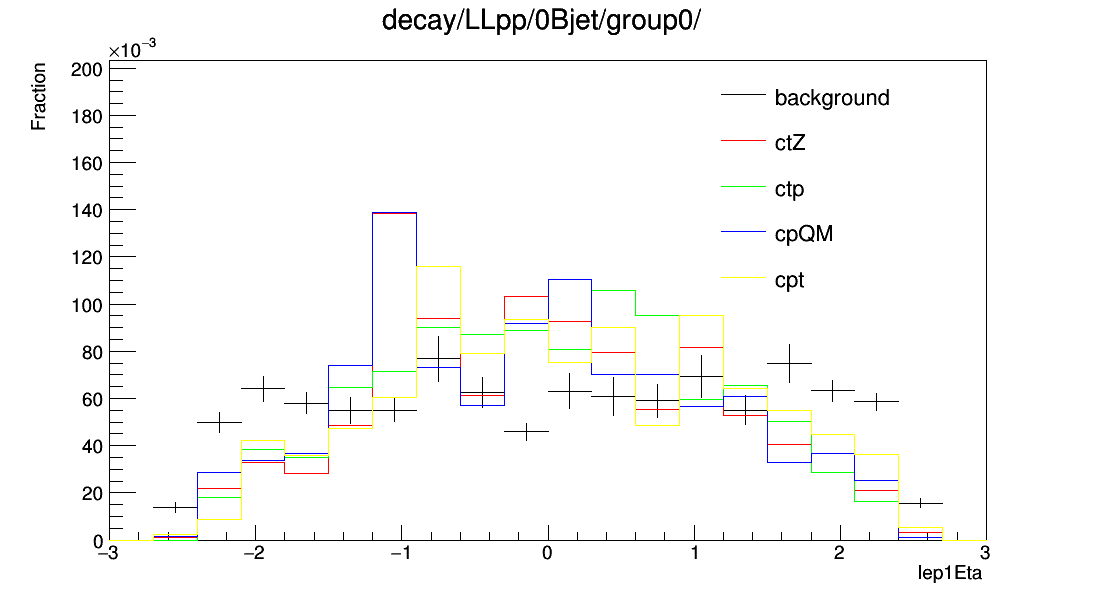 decay/LLpp/0Bjet/group0/
×10−3
Fraction
200
180
160
140
120
100
80
60
40
20
0
background
ctZ
ctp
cpQM
cpt
−3 −2 −1 0 1 2 3
lep1Eta